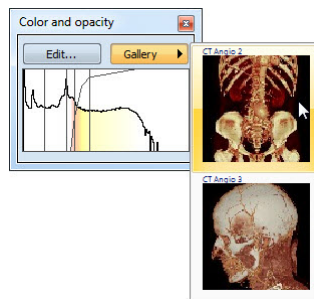 Color and opacity
Edit...
Gallery
CT Angio 2
CT Angio 3